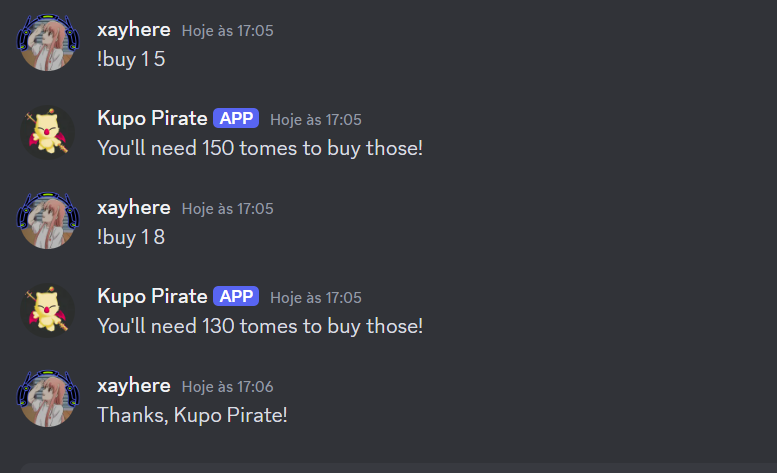 xayhere Hoje às 17:05
!buy 1 5
Kupo Pirate APP Hoje às 17:05
You'll need 150 tomes to buy those!
xayhere Hoje às 17:05
!buy 1 8
Kupo Pirate APP Hoje às 17:05
You'll need 130 tomes to buy those!
xayhere Hoje às 17:06
Thanks, Kupo Pirate!